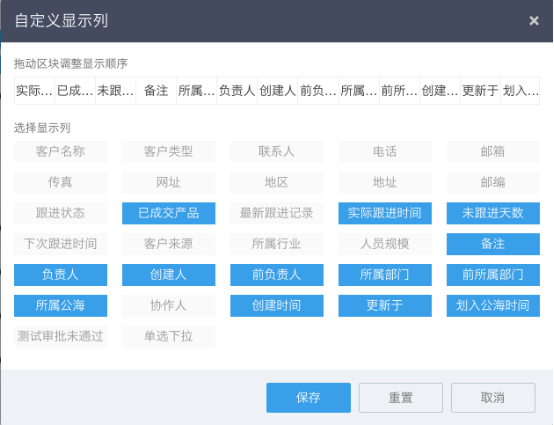 自定义显示列 ×
拖动区块调整显示顺序
实际... 已成... 未跟... 备注 所属... 负责人 创建人 前负... 所属... 前所... 创建... 更新于 划入...
选择显示列
客户名称 客户类型 联系人 电话 邮箱
传真 网址 地区 地址 邮编
跟进状态 已成交产品 最新跟进记录 实际跟进时间 未跟进天数
下次跟进时间 客户来源 所属行业 人员规模 备注
负责人 创建人 前负责人 所属部门 前所属部门
所属公海 协作人 创建时间 更新于 划入公海时间
测试审批未通过 单选下拉
保存 重置 取消